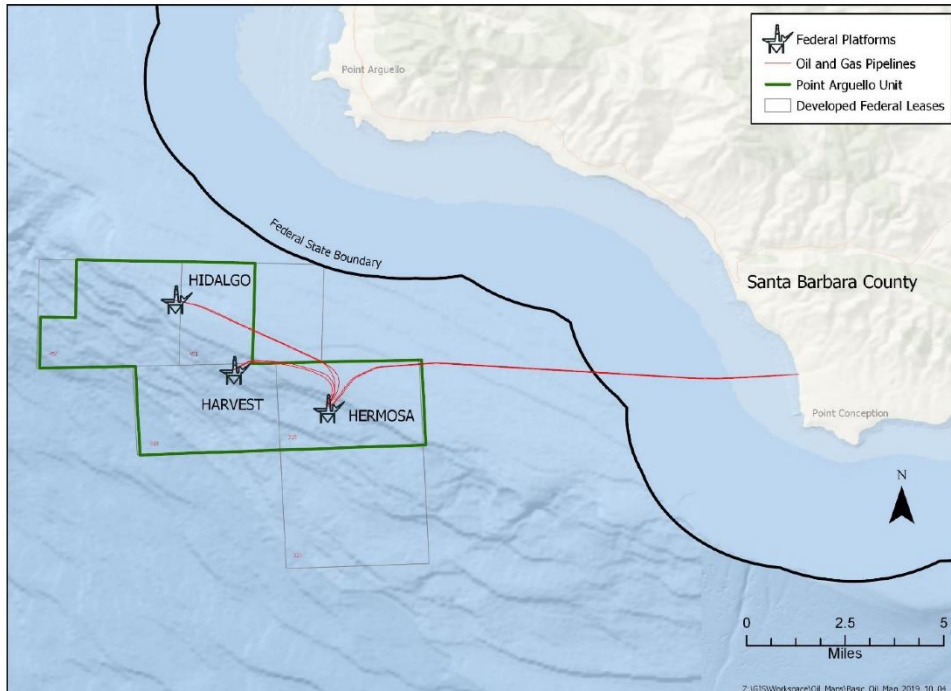 Federal Platforms
Oil and Gas Pipelines
Point Arguello Unit
Developed Federal Leases
Point Arguello
Federal State Boundary
Santa Barbara County
HIDALGO
HARVEST
HERMOSA
Point Conception
N
0 2.5 5
Miles